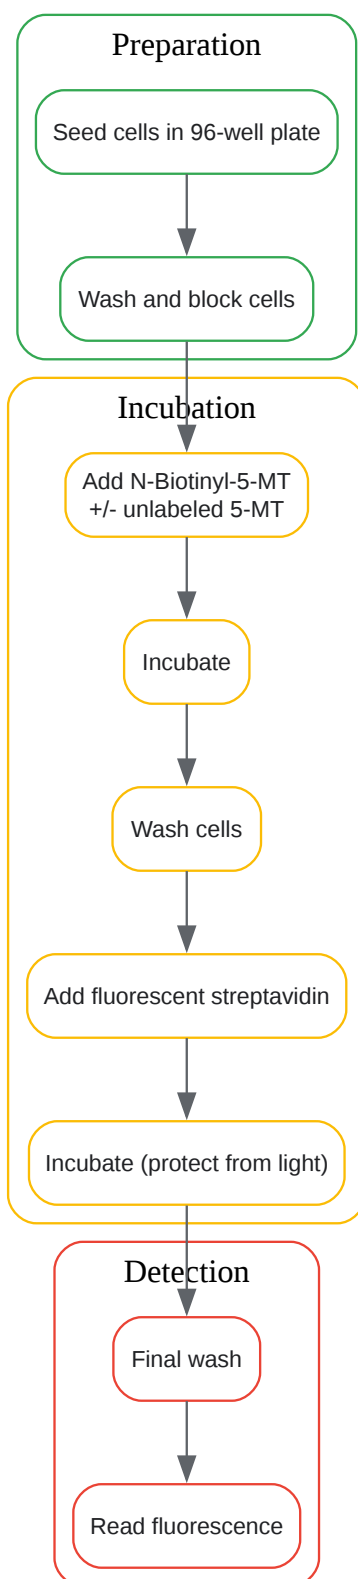 Preparation
Seed cells in 96-well plate
Wash and block cells
Incubation
Add N-Biotinyl-5-MT
+/- unlabeled 5-MT
Incubate
Wash cells
Add fluorescent streptavidin
Incubate (protect from light)
Detection
Final wash
Read fluorescence